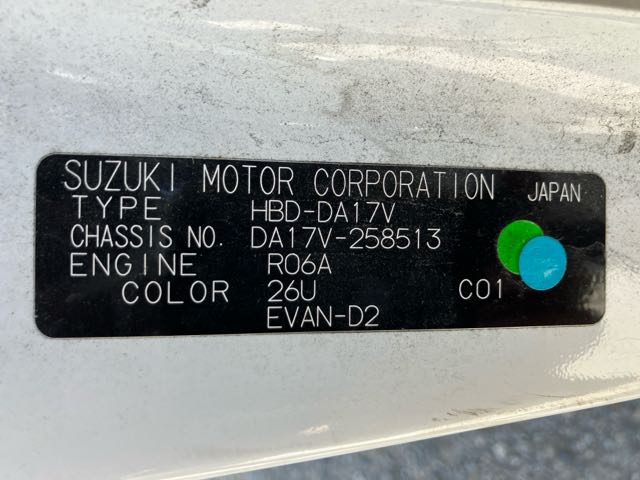 SUZUKI MOTOR CORPORATION JAPAN
TYPE HBD-DA17V
CHASSIS NO. DA17V-258513
ENGINE R06A
COLOR 26U C01
EVAN-D2